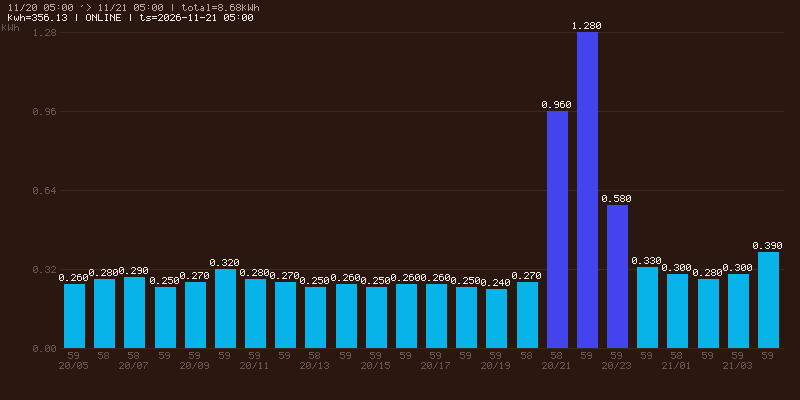 11/20 05:00 -> 11/21 05:00 | total=8.68KWh
Kwh=356.13 | ONLINE | ts=2026-11-21 05:00
KWh
1.28
0.96
0.64
0.32
0.00
0.260 0.280 0.290 0.250 0.270 0.320 0.280 0.270 0.250 0.260 0.250 0.260 0.260 0.250 0.240 0.270 0.960 1.280 0.580 0.330 0.300 0.280 0.300 0.390
59 58 58 59 59 59 59 59 58 59 59 59 59 59 59 58 58 59 59 59 58 59 59 59
20/05 20/07 20/09 20/11 20/13 20/15 20/17 20/19 20/21 20/23 21/01 21/03